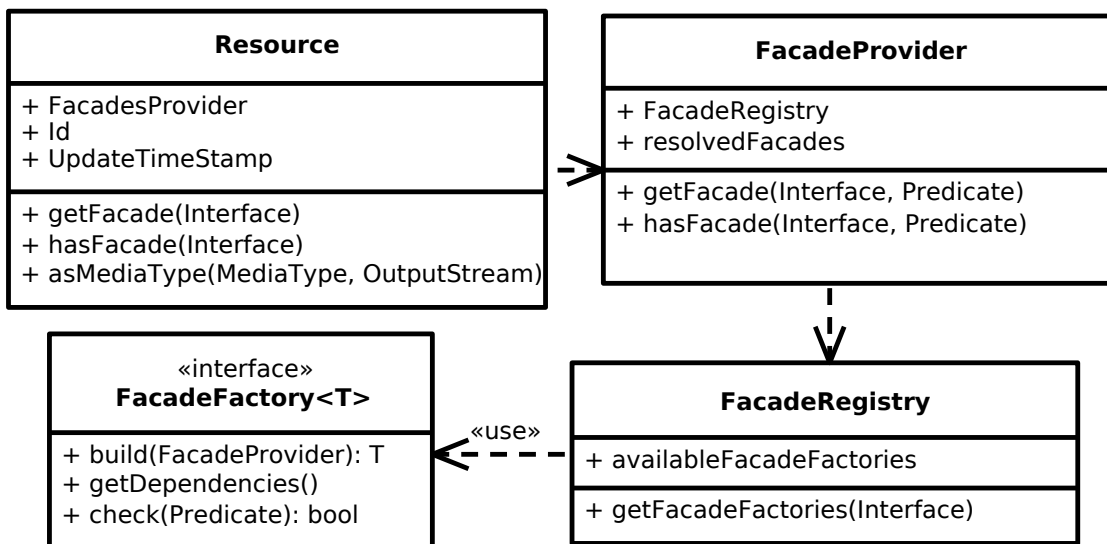 Resource
+ FacadesProvider
+ Id
+ UpdateTimeStamp
+ getFacade(Interface)
+ hasFacade(Interface)
+ asMediaType(MediaType, OutputStream)
FacadeProvider
+ FacadeRegistry
+ resolvedFacades
+ getFacade(Interface, Predicate)
+ hasFacade(Interface, Predicate)
«interface»
FacadeFactory<T>
+ build(FacadeProvider): T
+ getDependencies()
+ check(Predicate): bool
«use»
FacadeRegistry
+ availableFacadeFactories
+ getFacadeFactories(Interface)